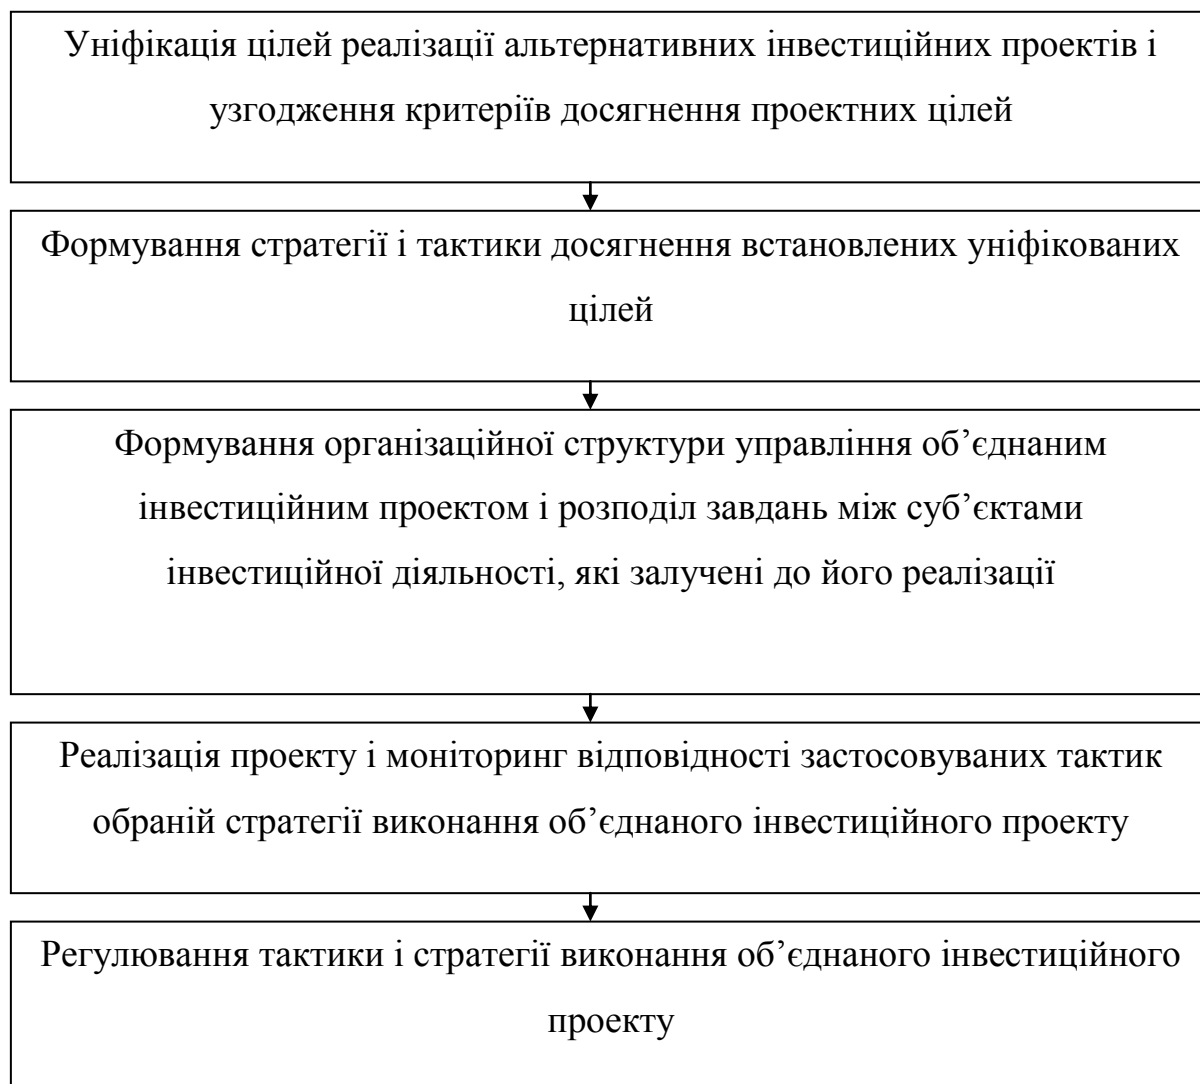 Уніфікація цілей реалізації альтернативних інвестиційних проектів і
узгодження критеріїв досягнення проектних цілей
Формування стратегії і тактики досягнення встановлених уніфікованих
цілей
Формування організаційної структури управління об’єднаним
інвестиційним проектом і розподіл завдань між суб’єктами
інвестиційної діяльності, які залучені до його реалізації
Реалізація проекту і моніторинг відповідності застосовуваних тактик
обраній стратегії виконання об’єднаного інвестиційного проекту
Регулювання тактики і стратегії виконання об’єднаного інвестиційного
проекту